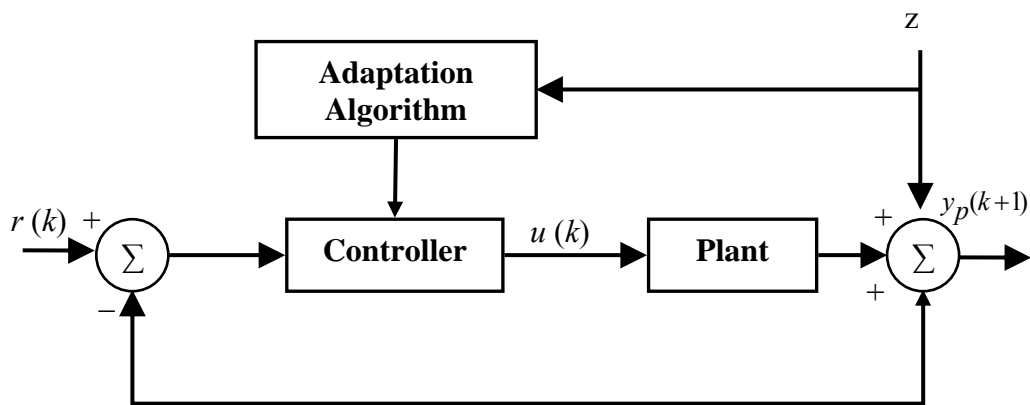 z
Adaptation
Algorithm
r (k)
+
Σ
−
Controller
u (k)
Plant
+
+
Σ
y_p(k+1)